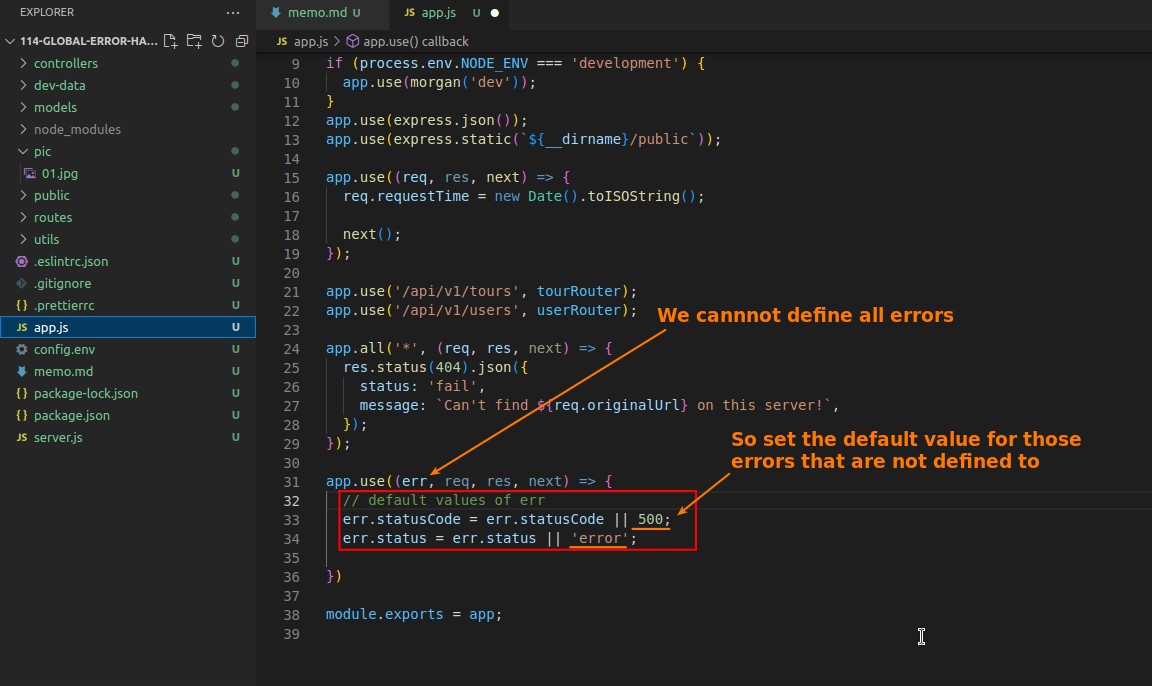 EXPLORER ...
114-GLOBAL-ERROR-HA...
controllers
dev-data
models
node_modules
pic
01.jpg U
public
routes
utils
.eslintrc.json U
.gitignore U
{ } .prettierrc U
JS app.js U
config.env U
memo.md U
{ } package-lock.json U
{ } package.json U
JS server.js U
memo.md U JS app.js U ●
JS app.js > app.use() callback
9 if (process.env.NODE_ENV === 'development') {
10 app.use(morgan('dev'));
11 }
12 app.use(express.json());
13 app.use(express.static(`${__dirname}/public`));
14
15 app.use((req, res, next) => {
16 req.requestTime = new Date().toISOString();
17
18 next();
19 });
20
21 app.use('/api/v1/tours', tourRouter);
22 app.use('/api/v1/users', userRouter);
We cannnot define all errors
23
24 app.all('*', (req, res, next) => {
25 res.status(404).json({
26 status: 'fail',
27 message: `Can't find ${req.originalUrl} on this server!`,
28 });
29 });
So set the default value for those
errors that are not defined to
30
31 app.use((err, req, res, next) => {
32 // default values of err
33 err.statusCode = err.statusCode || 500;
34 err.status = err.status || 'error';
35
36 })
37
38 module.exports = app;
39